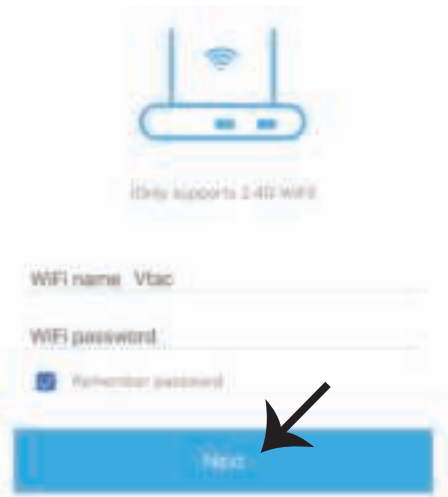 (Only supports 2.4G WiFi)
WiFi name Vtac
WiFi password
Remember password
Next